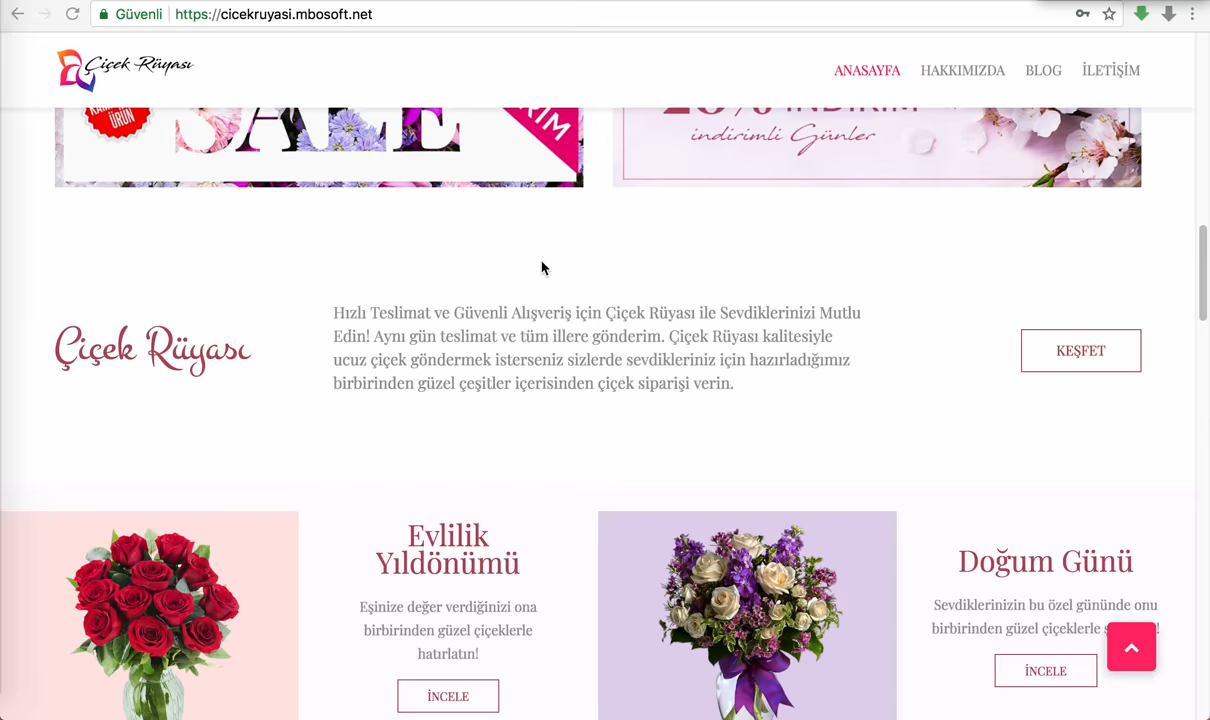 Güvenli
https://cicekruyasi.mbosoft.net
Çiçek Rüyası
ANASAYFA HAKKIMIZDA BLOG İLETİŞİM
ÜRÜN
SALE
indirimli Günler
Hızlı Teslimat ve Güvenli Alışveriş için Çiçek Rüyası ile Sevdiklerinizi Mutlu
Edin! Aynı gün teslimat ve tüm illere gönderim. Çiçek Rüyası kalitesiyle
ucuz çiçek göndermek isterseniz sizlerde sevdikleriniz için hazırladığımız
birbirinden güzel çeşitler içerisinden çiçek siparişi verin.
Çiçek Rüyası
KEŞFET
Evlilik
Yıldönümü
Eşinize değer verdiğinizi ona
birbirinden güzel çiçeklerle
hatırlatın!
İNCELE
Doğum Günü
Sevdiklerinizin bu özel gününde onu
birbirinden güzel çiçeklerle
İNCELE